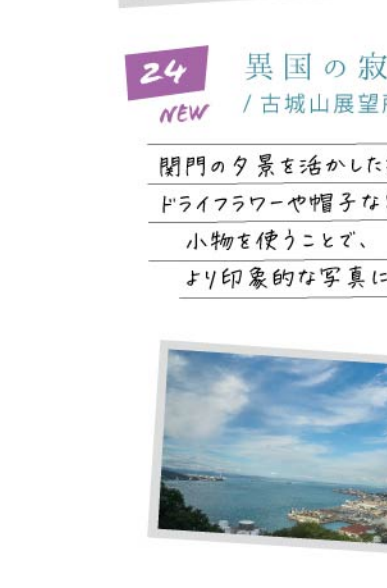 24
NEW
異国の寂
/ 古城山展望
関門の夕景を活かした
ドライフラワーや帽子な
小物を使うことで、
より印象的な写真に